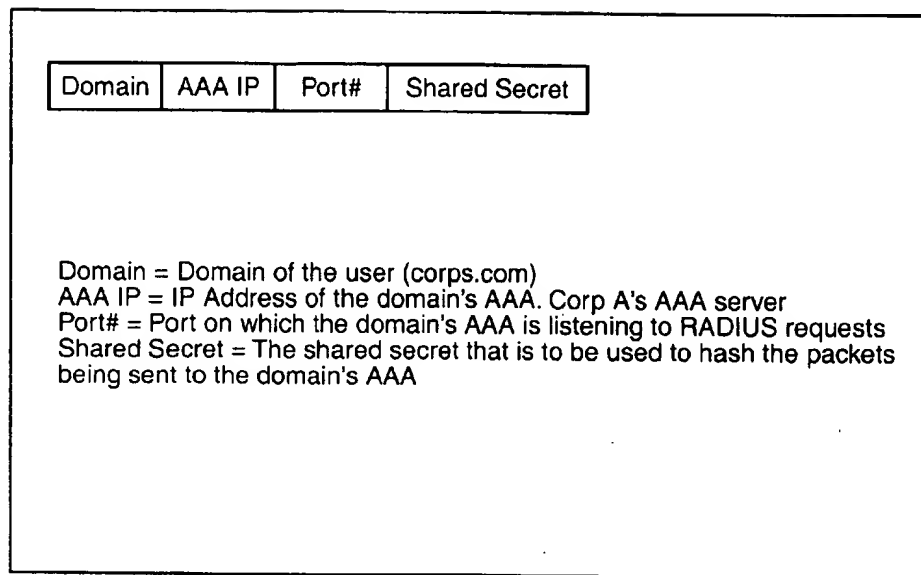 Domain AAA IP Port# Shared Secret
Domain = Domain of the user (corps.com)
AAA IP = IP Address of the domain's AAA. Corp A's AAA server
Port# = Port on which the domain's AAA is listening to RADIUS requests
Shared Secret = The shared secret that is to be used to hash the packets
being sent to the domain's AAA